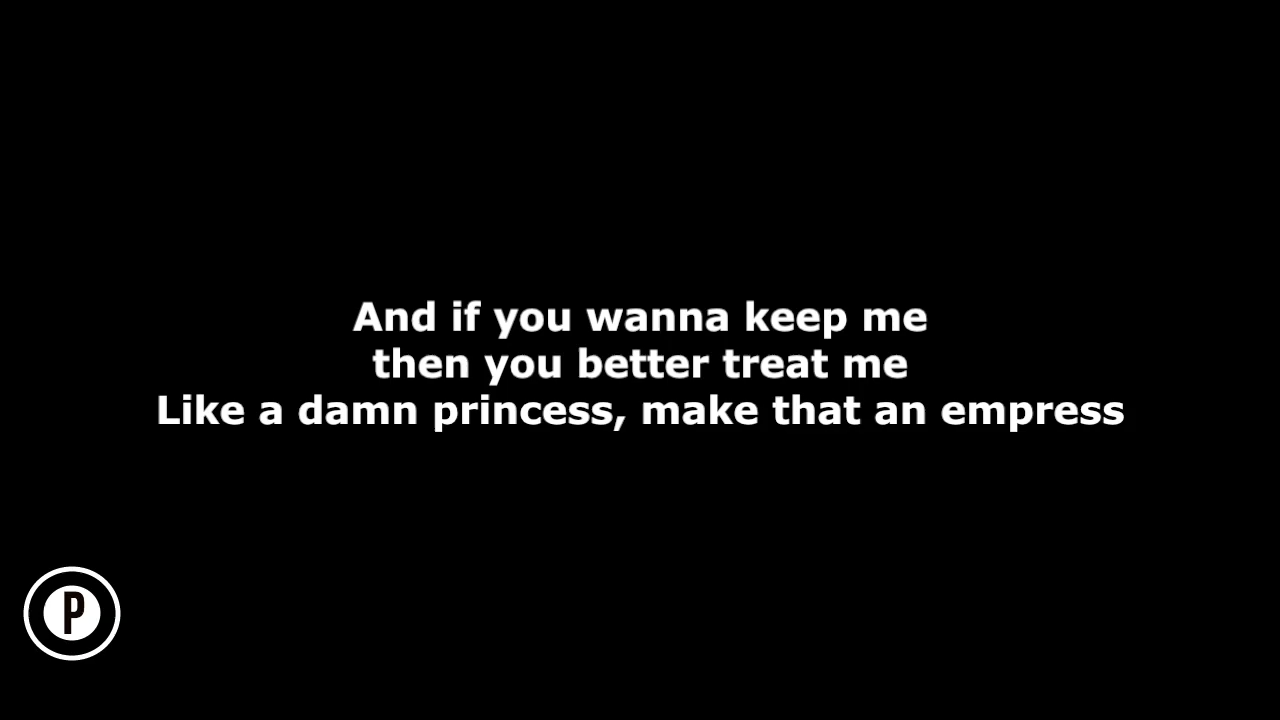 And if you wanna keep me
then you better treat me
Like a damn princess, make that an empress
P